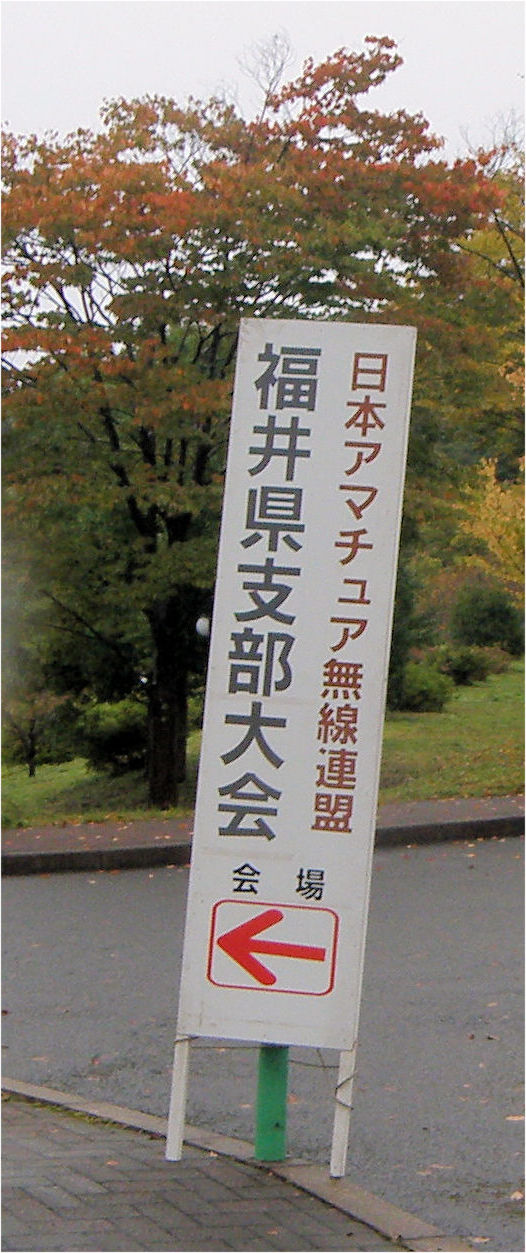 日本アマチュア無線連盟
福井県支部大会
会場